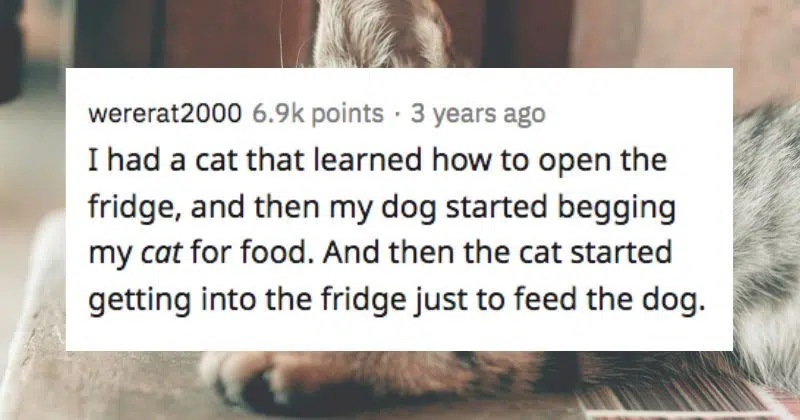 wererat2000 6.9k points · 3 years ago
I had a cat that learned how to open the
fridge, and then my dog started begging
my cat for food. And then the cat started
getting into the fridge just to feed the dog.